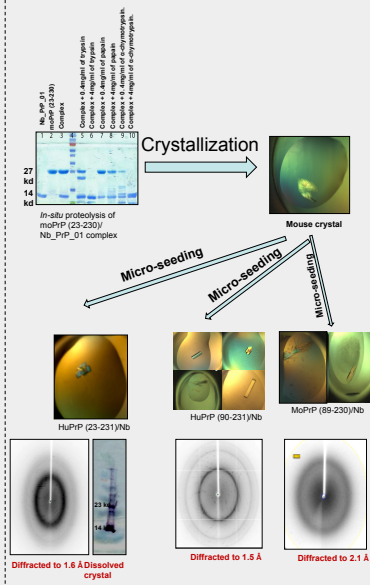 Nb_PrP_01
moPrP (23-230)
Complex
Complex + 0.4mg/ml of trypsin
Complex + 4mg/ml of trypsin
Complex + 0.4mg/ml of papain
Complex + 4mg/ml of papain
Complex + 0.4mg/ml of α-chymotrypsin.
Complex + 4mg/ml of α-chymotrypsin.
1 2 3 4 5 6 7 8 9 10
27
kd
14
kd
In-situ proteolysis of
moPrP (23-230)/
Nb_PrP_01 complex
Crystallization
Mouse crystal
Micro-seeding
Micro-seeding
Micro-seeding
HuPrP (23-231)/Nb
HuPrP (90-231)/Nb
MoPrP (89-230)/Nb
23 kd
14 kd
Diffracted to 1.6 Å
Dissolved
crystal
Diffracted to 1.5 Å
Diffracted to 2.1 Å